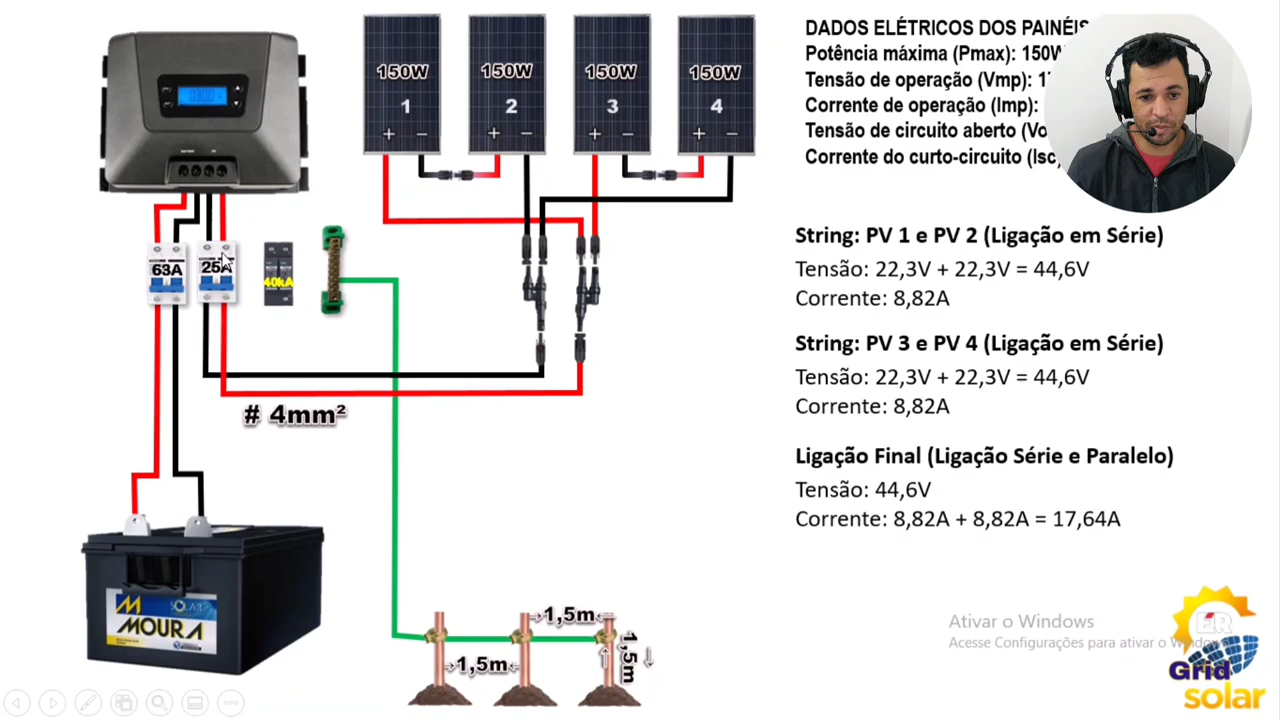 DADOS ELÉTRICOS DOS PAINÉIS
Potência máxima (Pmax): 150W
Tensão de operação (Vmp):
Corrente de operação (Imp):
Tensão de circuito aberto
Corrente do curto-circuito (Isc)
150W
150W
150W
150W
1
2
3
4
+ −
+ −
+ −
+ −
63A
25A
40kA
String: PV 1 e PV 2 (Ligação em Série)
Tensão: 22,3V + 22,3V = 44,6V
Corrente: 8,82A
String: PV 3 e PV 4 (Ligação em Série)
Tensão: 22,3V + 22,3V = 44,6V
Corrente: 8,82A
# 4mm²
Ligação Final (Ligação Série e Paralelo)
Tensão: 44,6V
Corrente: 8,82A + 8,82A = 17,64A
SOLAR
MOURA
1,5m
1,5m
1,5m
Ativar o Windows
Acesse Configurações para ativar o Windows
Grid
solar